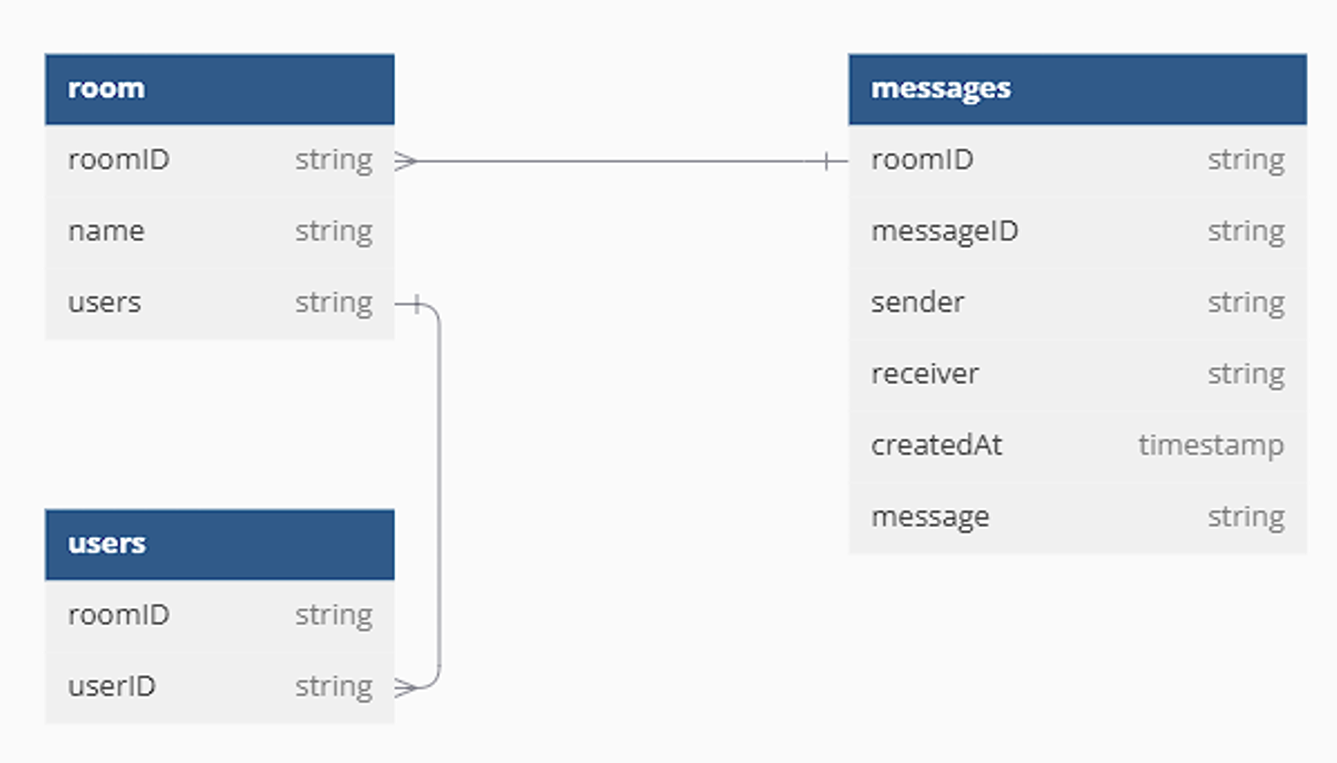 room
roomID string
name string
users string
messages
roomID string
messageID string
sender string
receiver string
createdAt timestamp
message string
users
roomID string
userID string